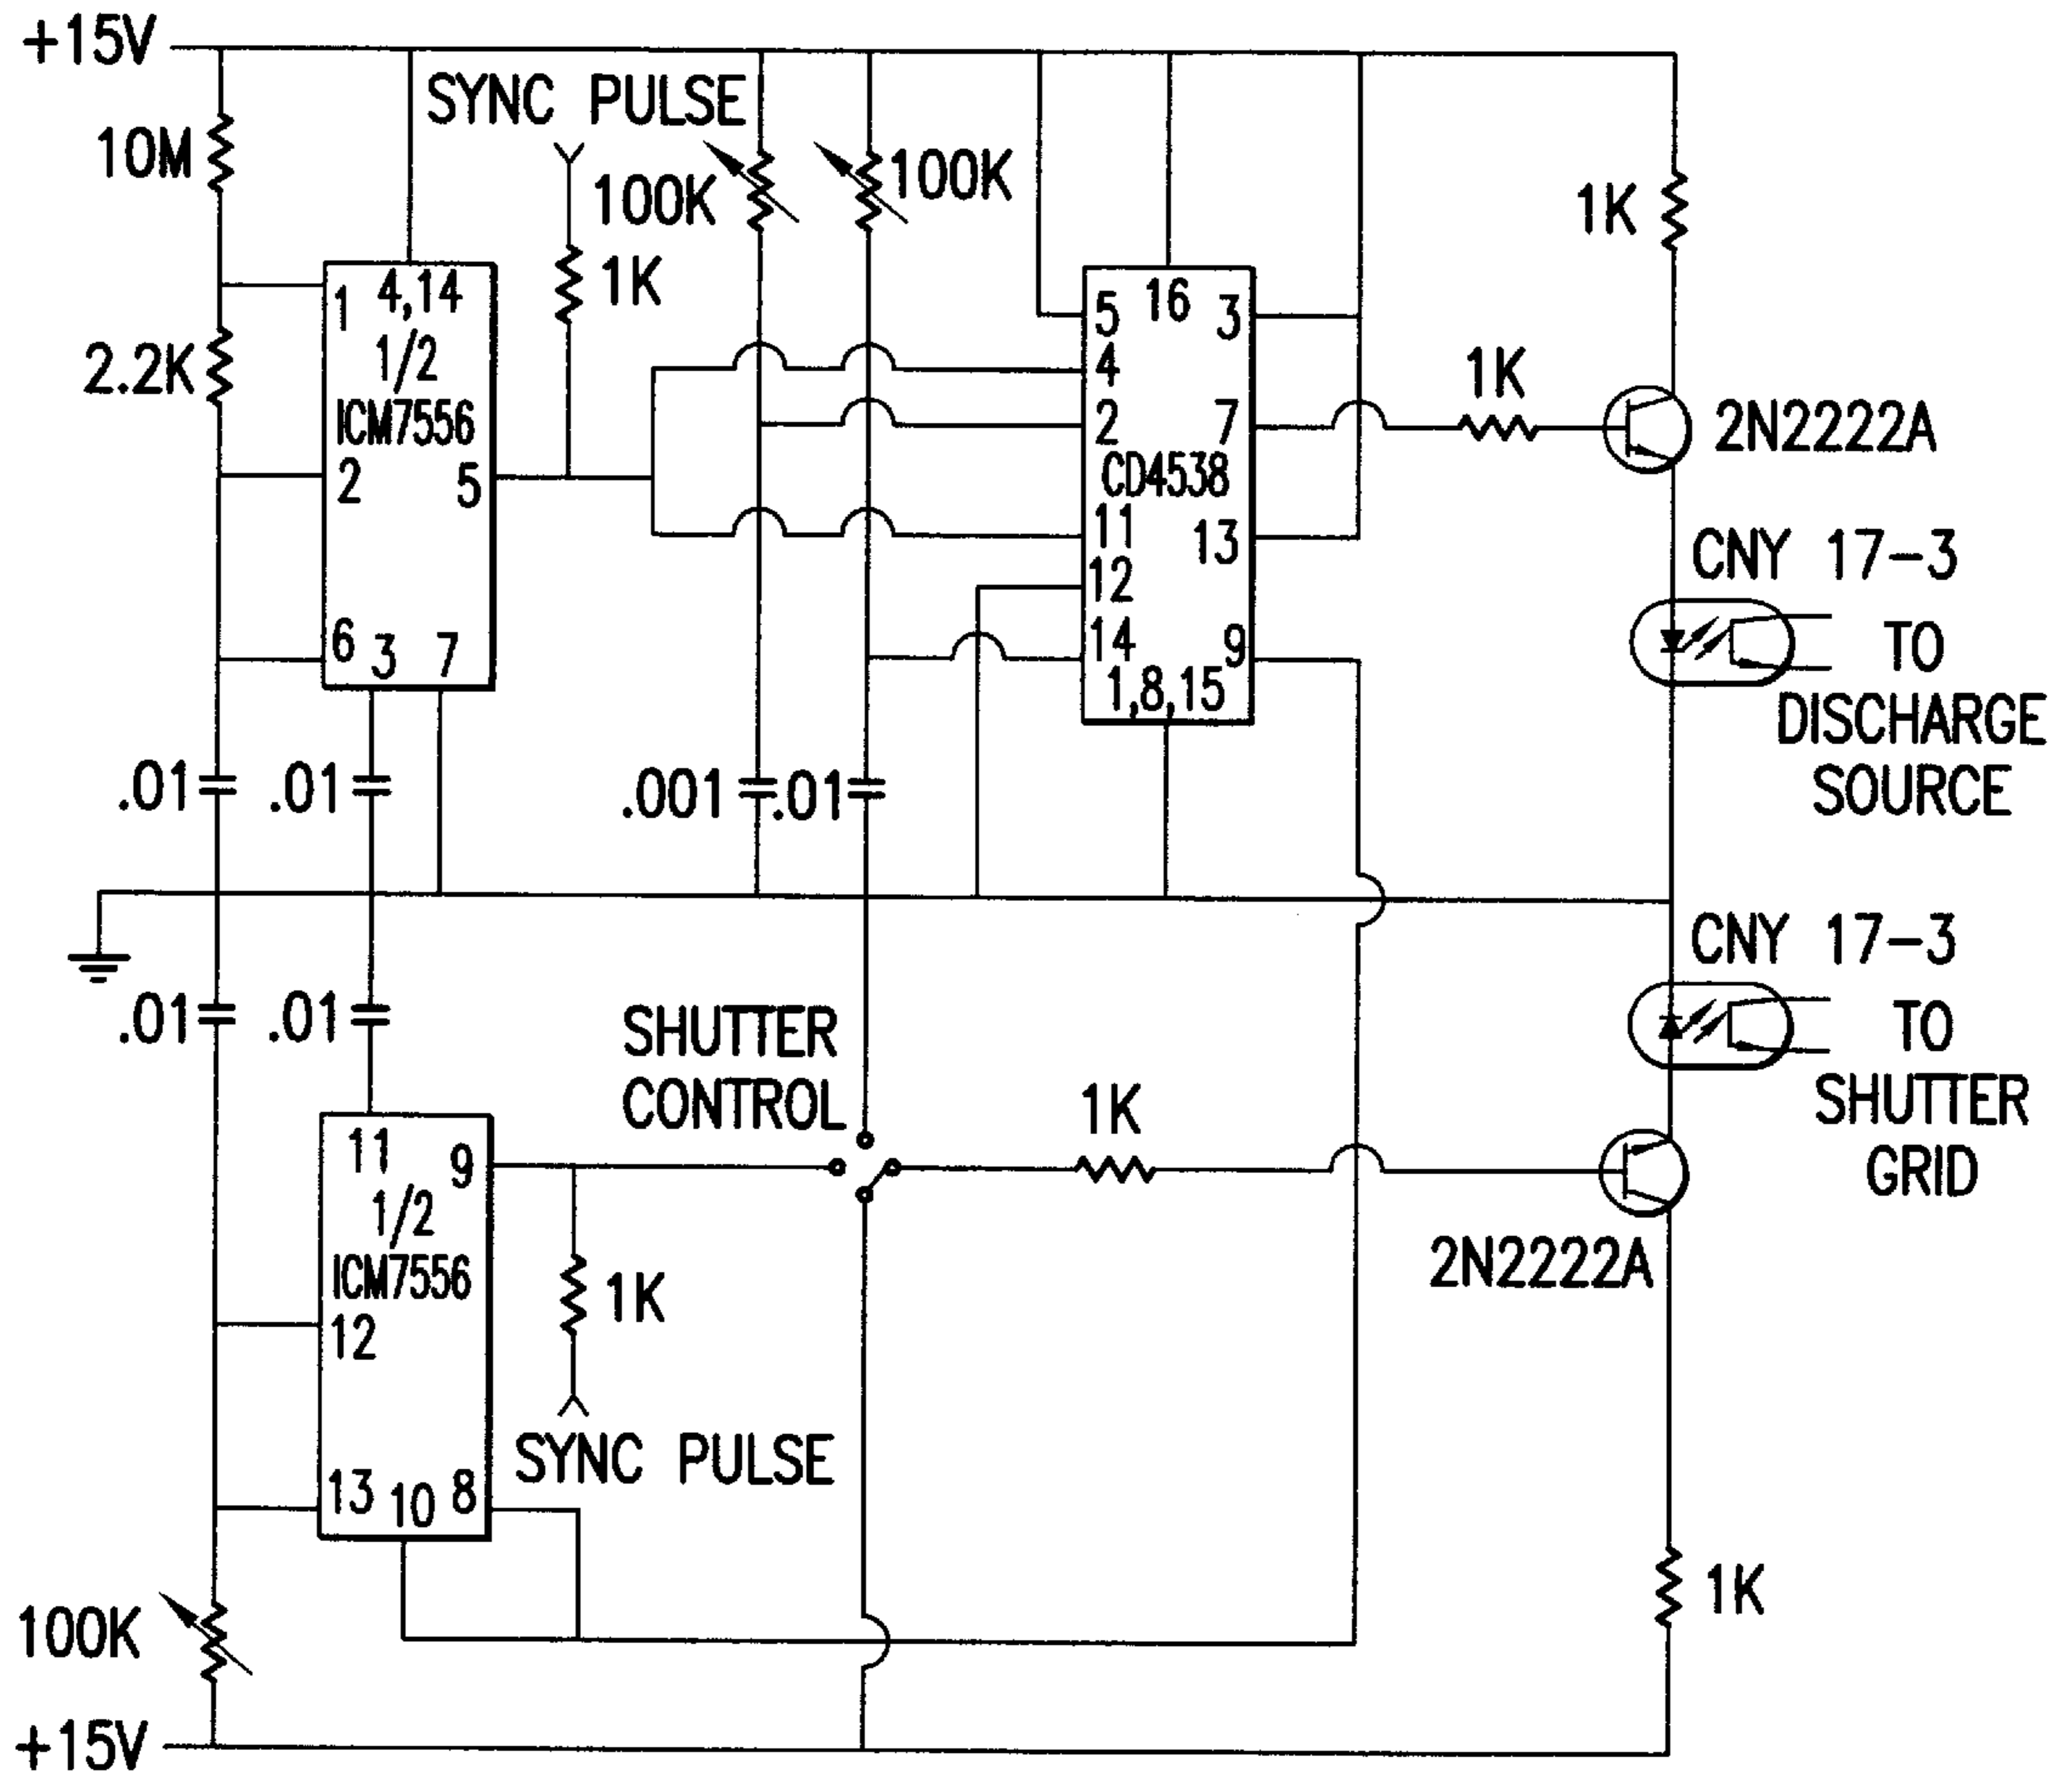 +15V
SYNC PULSE
10M
100K
100K
1K
1K
1 4,14
1/2
ICM7556
2 5
6 3 7
2.2K
5 16 3
4
2 7
CD4538
11 13
12
14 9
1,8,15
1K
2N2222A
CNY 17-3
TO
DISCHARGE
SOURCE
.01 .01 .001 .01
.01 .01
SHUTTER
CONTROL
1K
CNY 17-3
TO
SHUTTER
GRID
11 9
1/2
ICM7556
12
13 10 8
1K
2N2222A
SYNC PULSE
100K
1K
+15V